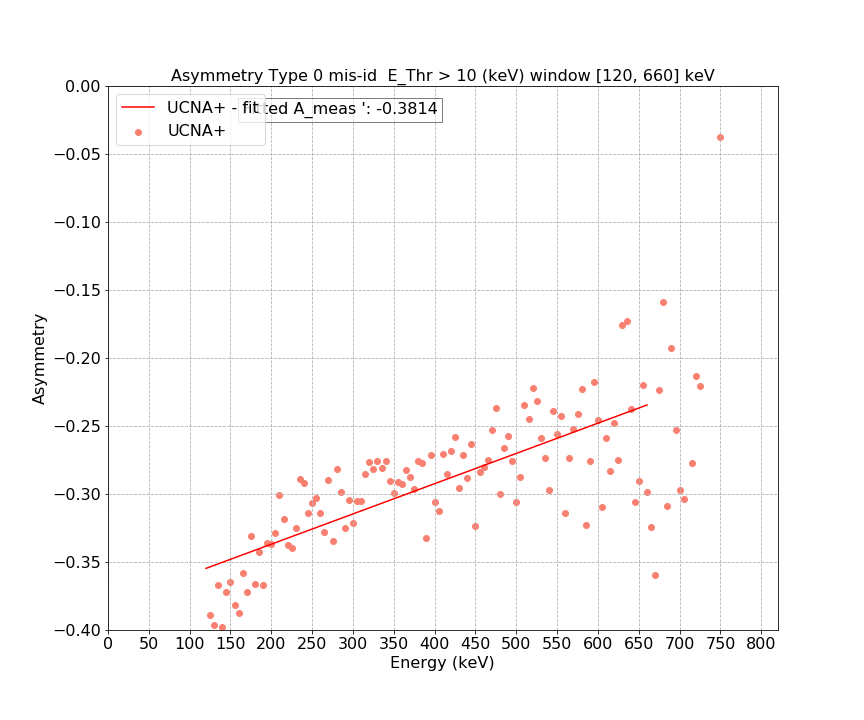 Asymmetry Type 0 mis-id  E_Thr > 10 (keV) window [120, 660] keV
UCNA+ - fit
tted A_meas ': -0.3814
UCNA+
0.00
−0.05
−0.10
−0.15
−0.20
−0.25
−0.30
−0.35
−0.40
Asymmetry
0 50 100 150 200 250 300 350 400 450 500 550 600 650 700 750 800
Energy (keV)